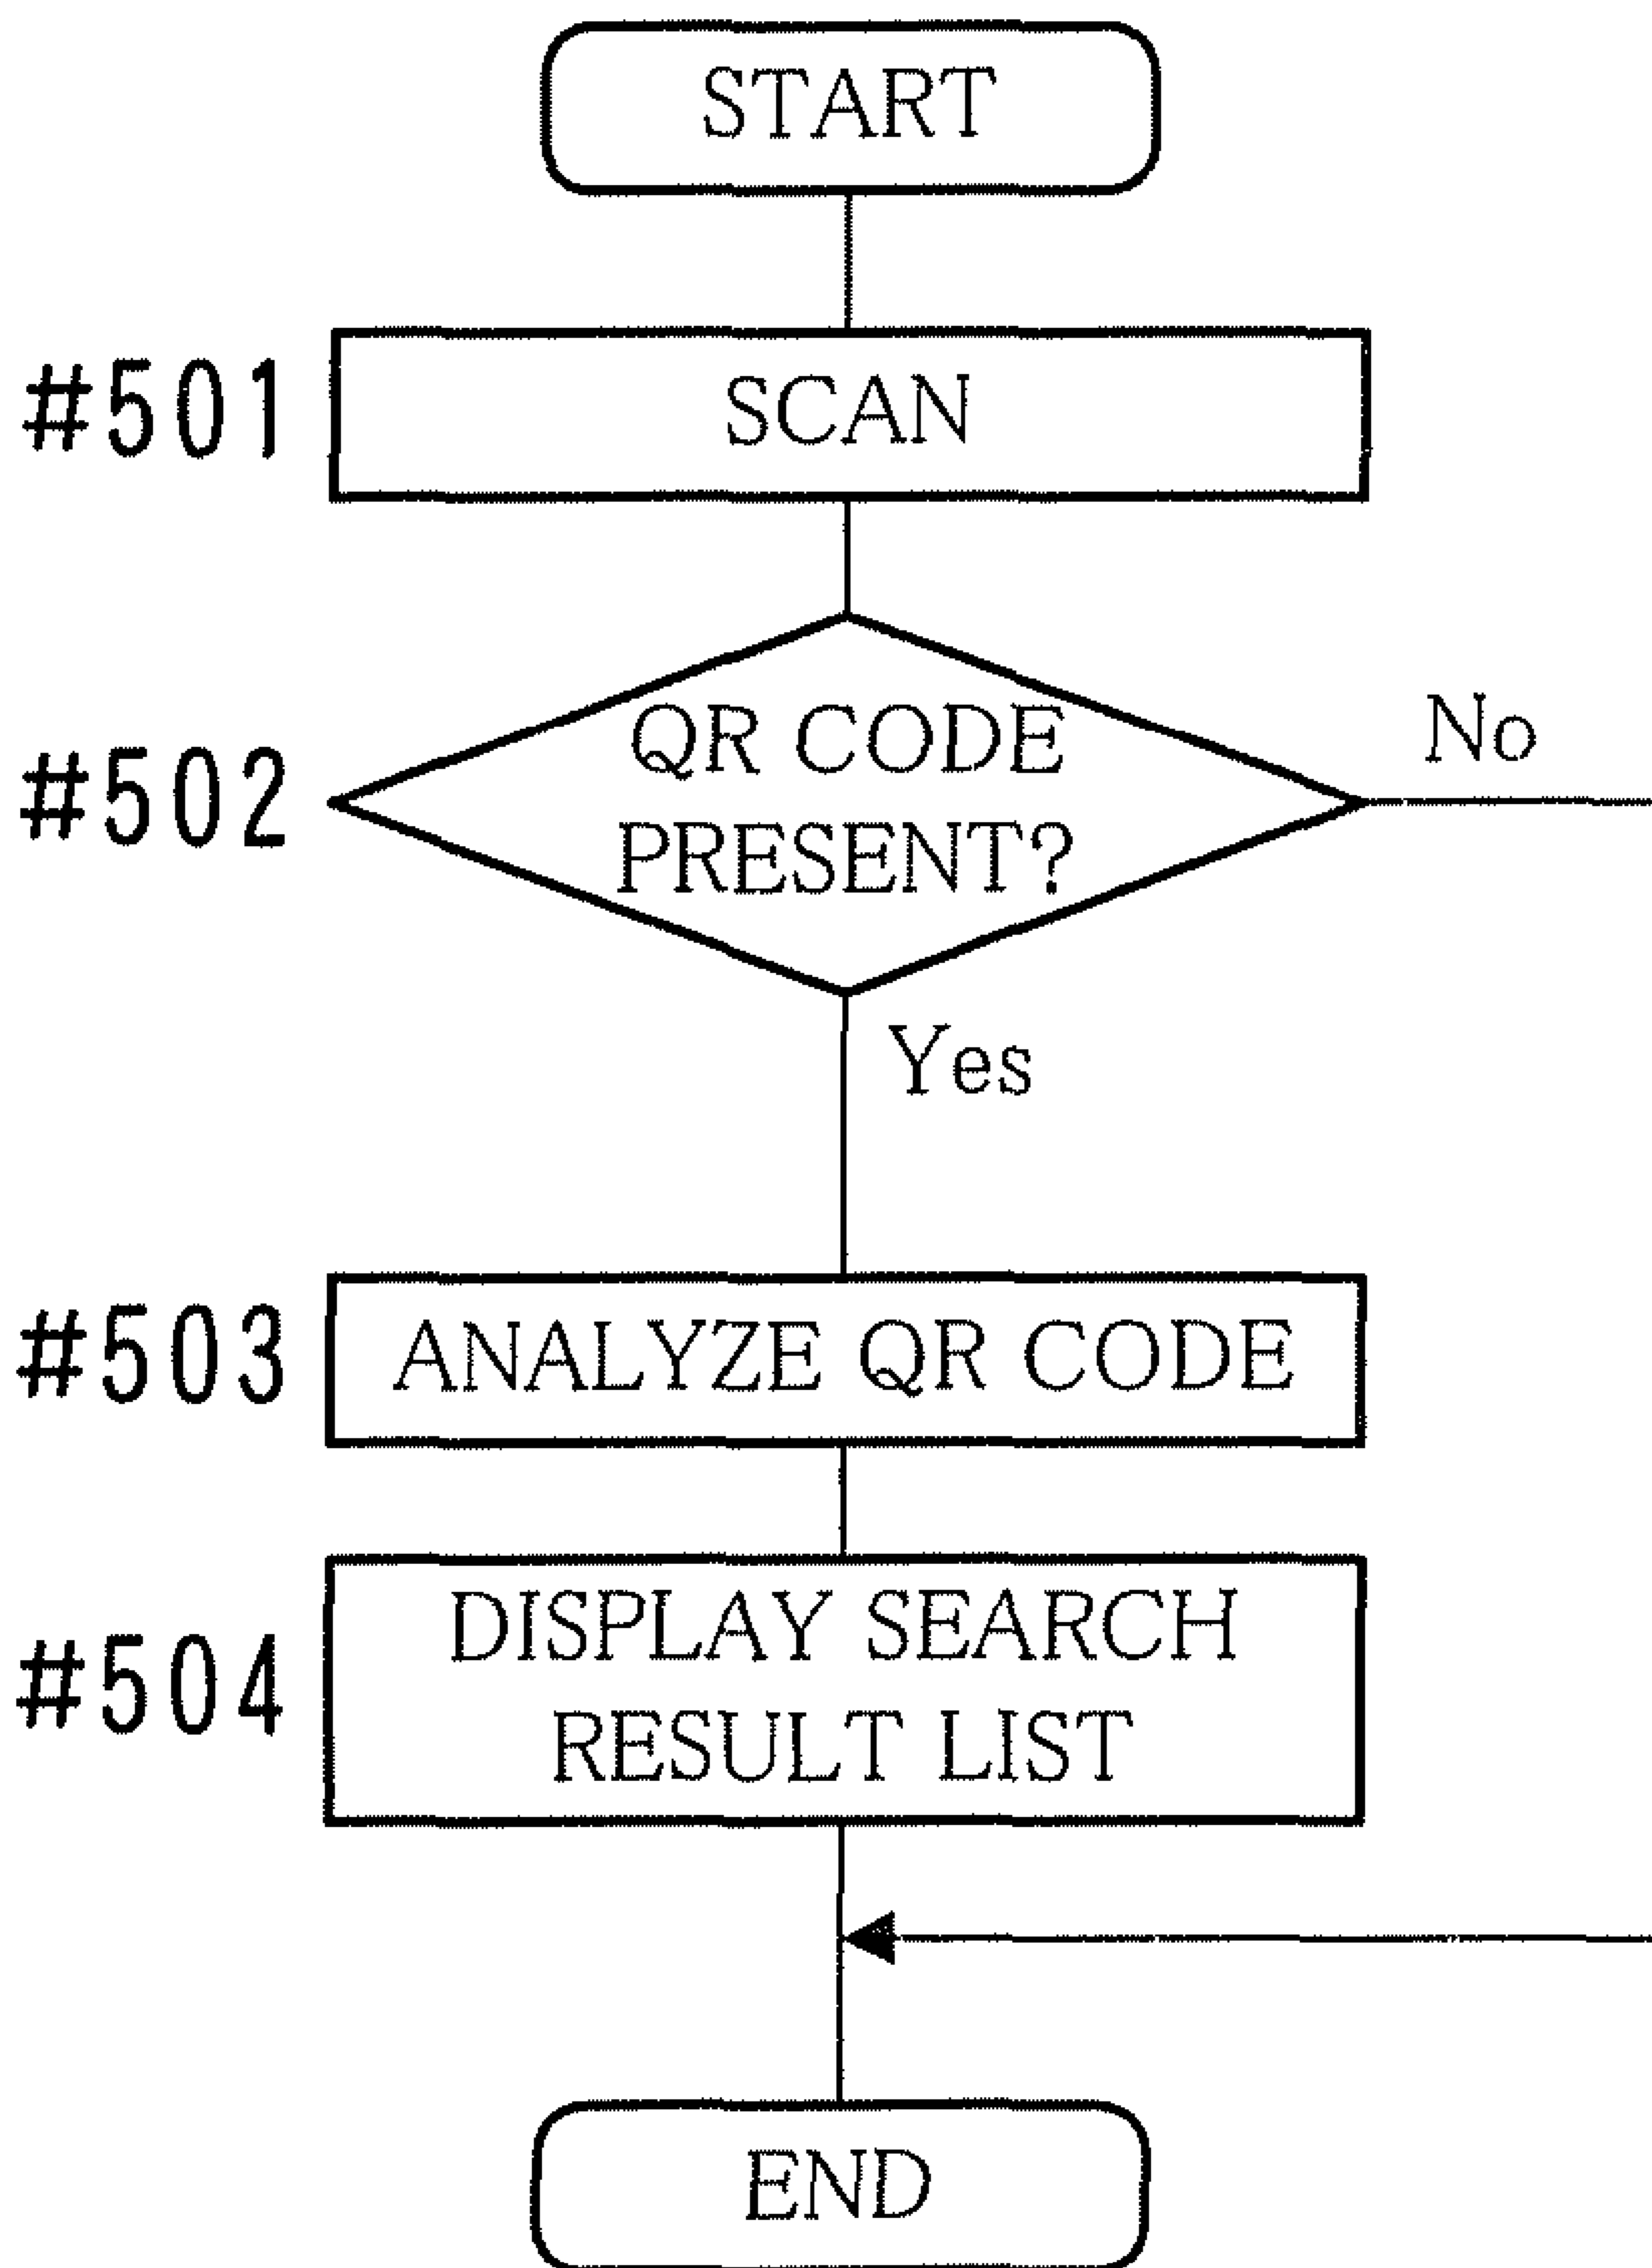 START
#501
SCAN
#502
QR CODE
PRESENT?
No
Yes
#503
ANALYZE QR CODE
#504
DISPLAY SEARCH
RESULT LIST
END